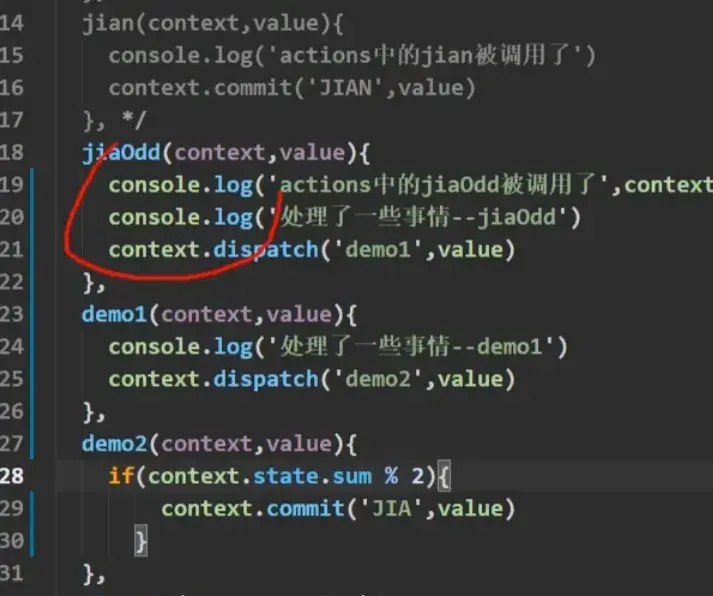 14 jian(context,value){
15 console.log('actions中的jian被调用了')
16 context.commit('JIAN',value)
17 }, */
18 jiaOdd(context,value){
19 console.log('actions中的jiaOdd被调用了',context
20 console.log('处理了一些事情--jiaOdd')
21 context.dispatch('demo1',value)
22 },
23 demo1(context,value){
24 console.log('处理了一些事情--demo1')
25 context.dispatch('demo2',value)
26 },
27 demo2(context,value){
28 if(context.state.sum % 2){
29 context.commit('JIA',value)
30 }
31 },